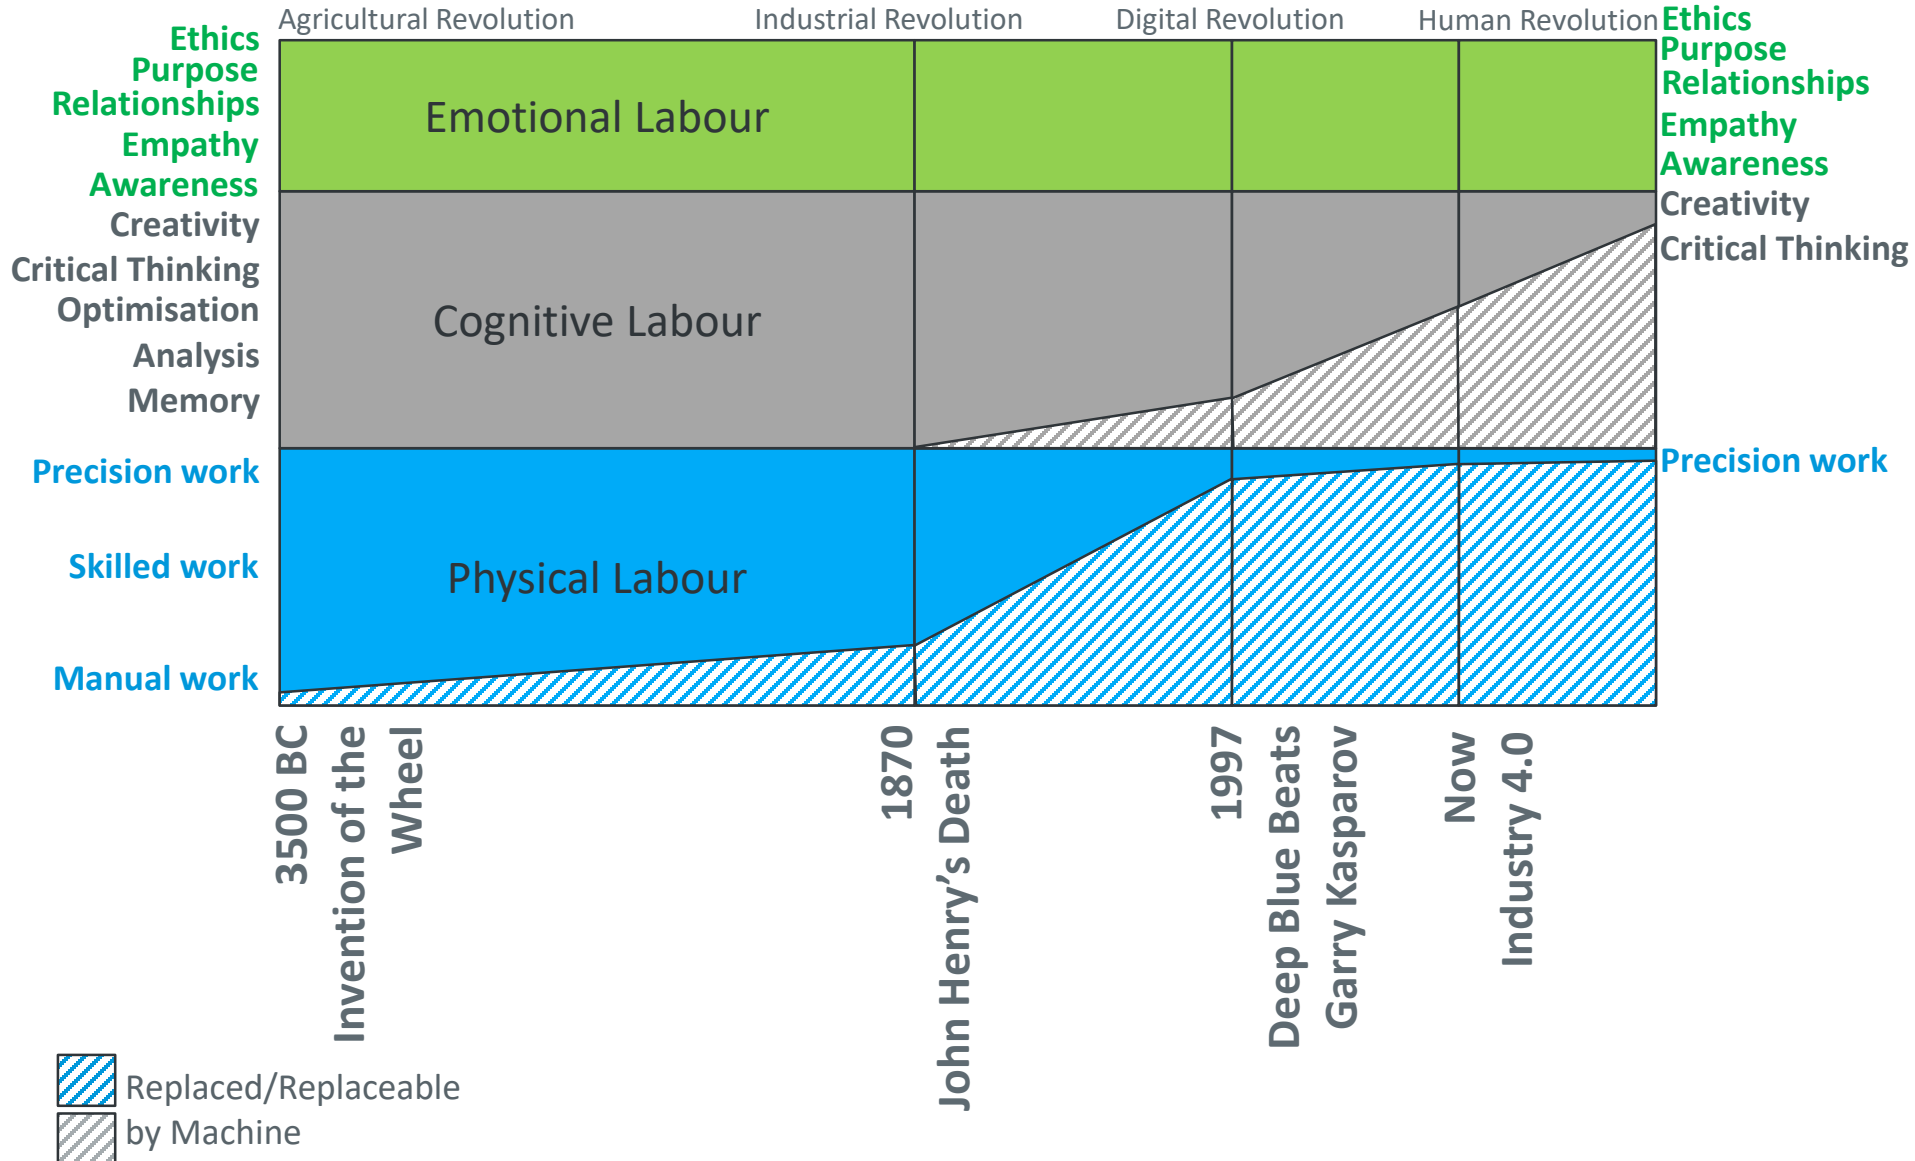 Agricultural Revolution
Industrial Revolution
Digital Revolution
Human Revolution
Ethics
Purpose
Relationships
Empathy
Awareness
Creativity
Critical Thinking
Optimisation
Analysis
Memory
Precision work
Skilled work
Manual work
Emotional Labour
Cognitive Labour
Physical Labour
Ethics
Purpose
Relationships
Empathy
Awareness
Creativity
Critical Thinking
Precision work
3500 BC
Invention of the
Wheel
1870
John Henry’s Death
1997
Deep Blue Beats
Garry Kasparov
Now
Industry 4.0
Replaced/Replaceable
by Machine